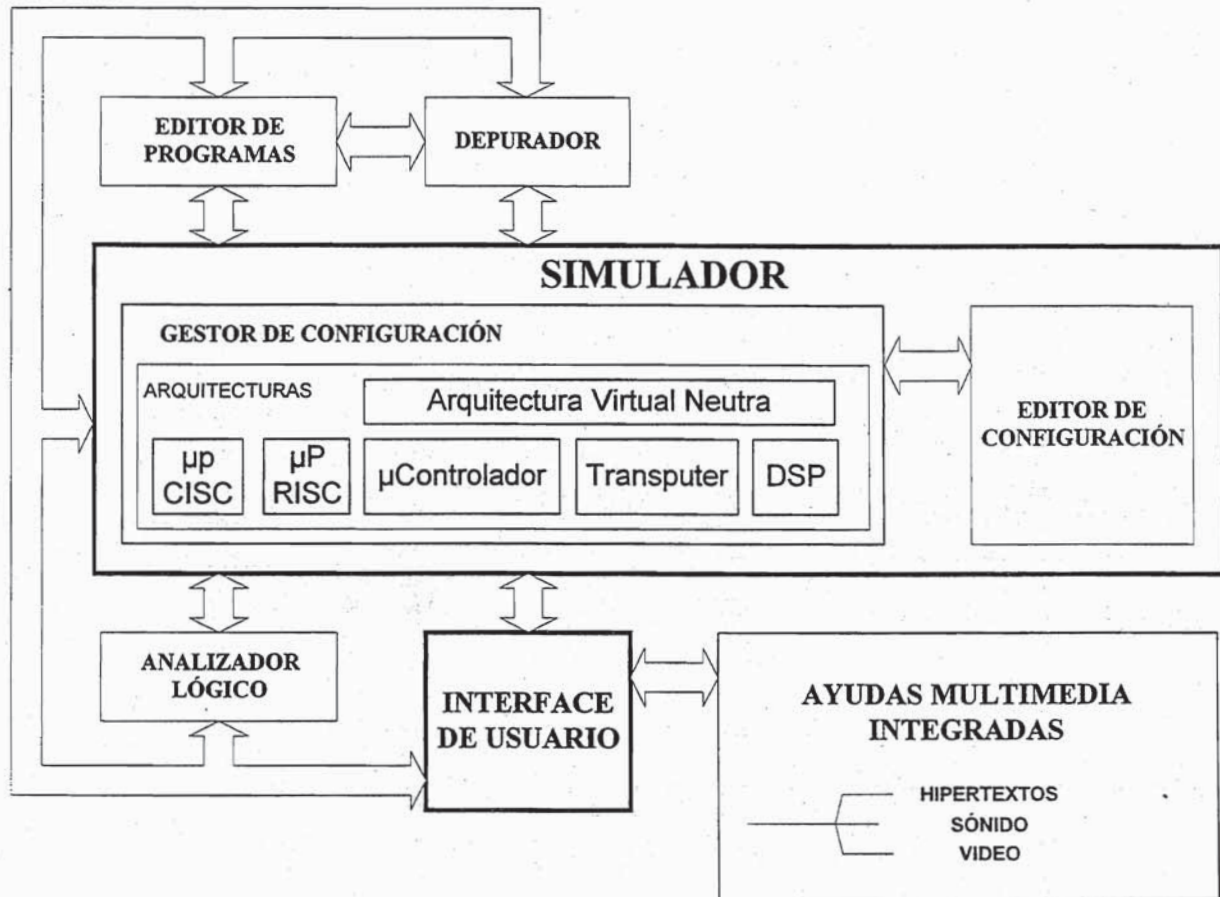 EDITOR DE
PROGRAMAS
DEPURADOR
SIMULADOR
GESTOR DE CONFIGURACIÓN
ARQUITECTURAS
Arquitectura Virtual Neutra
µp
CISC
µP
RISC
µControlador
Transputer
DSP
EDITOR DE
CONFIGURACIÓN
ANALIZADOR
LÓGICO
INTERFACE
DE USUARIO
AYUDAS MULTIMEDIA
INTEGRADAS
HIPERTEXTOS
SÓNIDO
VIDEO